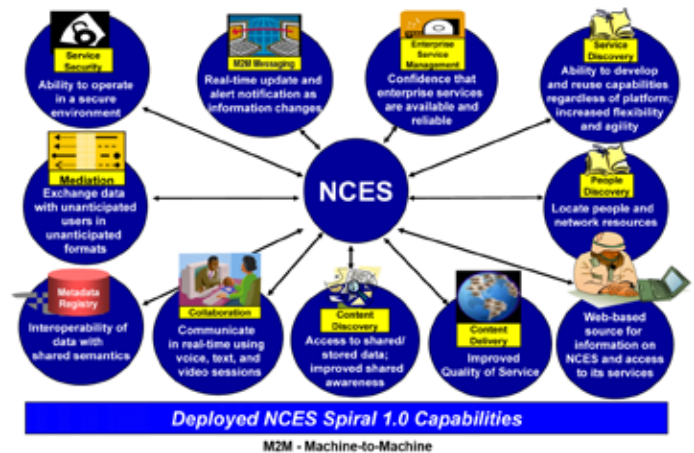 Service
Security
Ability to operate
in a secure
environment
M2M Messaging
Real-time update and
alert notification as
information changes
Enterprise
Service
Management
Confidence that
enterprise services
are available and
reliable
Service
Discovery
Ability to develop
and reuse capabilities
regardless of platform;
increased flexibility
and agility
Mediation
Exchange data
with unanticipated
users in
unanticipated
formats
NCES
People
Discovery
Locate people and
network resources
Metadata
Registry
Interoperability of
data with
shared semantics
Collaboration
Communicate
in real-time using
voice, text, and
video sessions
Content
Discovery
Access to shared/
stored data;
improved shared
awareness
Content
Delivery
Improved
Quality of Service
Web-based
source for
information on
NCES and access
to its services
Deployed NCES Spiral 1.0 Capabilities
M2M - Machine-to-Machine